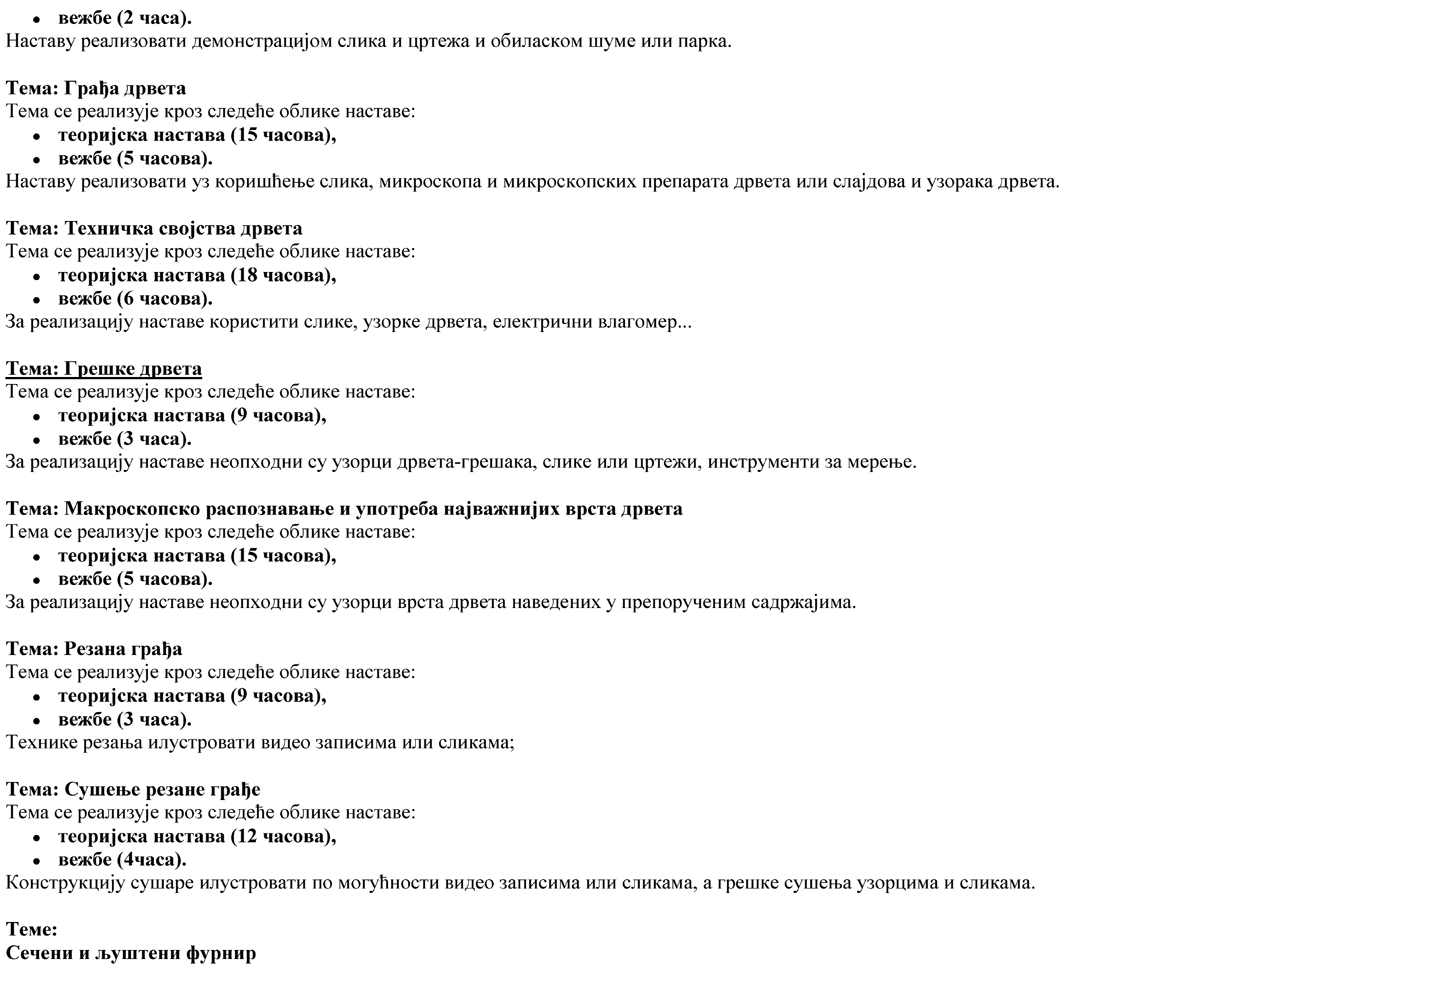 • вежбе (2 часа).
Наставу реализовати демонстрацијом слика и цртежа и обиласком шуме или парка.
Тема: Грађа дрвета
Тема се реализује кроз следеће облике наставе:
• теоријска настава (15 часова),
• вежбе (5 часова).
Наставу реализовати уз коришћење слика, микроскопа и микроскопских препарата дрвета или слајдова и узорака дрвета.
Тема: Техничка својства дрвета
Тема се реализује кроз следеће облике наставе:
• теоријска настава (18 часова),
• вежбе (6 часова).
За реализацију наставе користити слике, узорке дрвета, електрични влагомер...
Тема: Грешке дрвета
Тема се реализује кроз следеће облике наставе:
• теоријска настава (9 часова),
• вежбе (3 часа).
За реализацију наставе неопходни су узорци дрвета-грешака, слике или цртежи, инструменти за мерење.
Тема: Макроскопско распознавање и употреба најважнијих врста дрвета
Тема се реализује кроз следеће облике наставе:
• теоријска настава (15 часова),
• вежбе (5 часова).
За реализацију наставе неопходни су узорци врста дрвета наведених у препорученим садржајима.
Тема: Резана грађа
Тема се реализује кроз следеће облике наставе:
• теоријска настава (9 часова),
• вежбе (3 часа).
Технике резања илустровати видео записима или сликама;
Тема: Сушење резане грађе
Тема се реализује кроз следеће облике наставе:
• теоријска настава (12 часова),
• вежбе (4часа).
Конструкцију сушаре илустровати по могућности видео записима или сликама, а грешке сушења узорцима и сликама.
Теме:
Сечени и љуштени фурнир